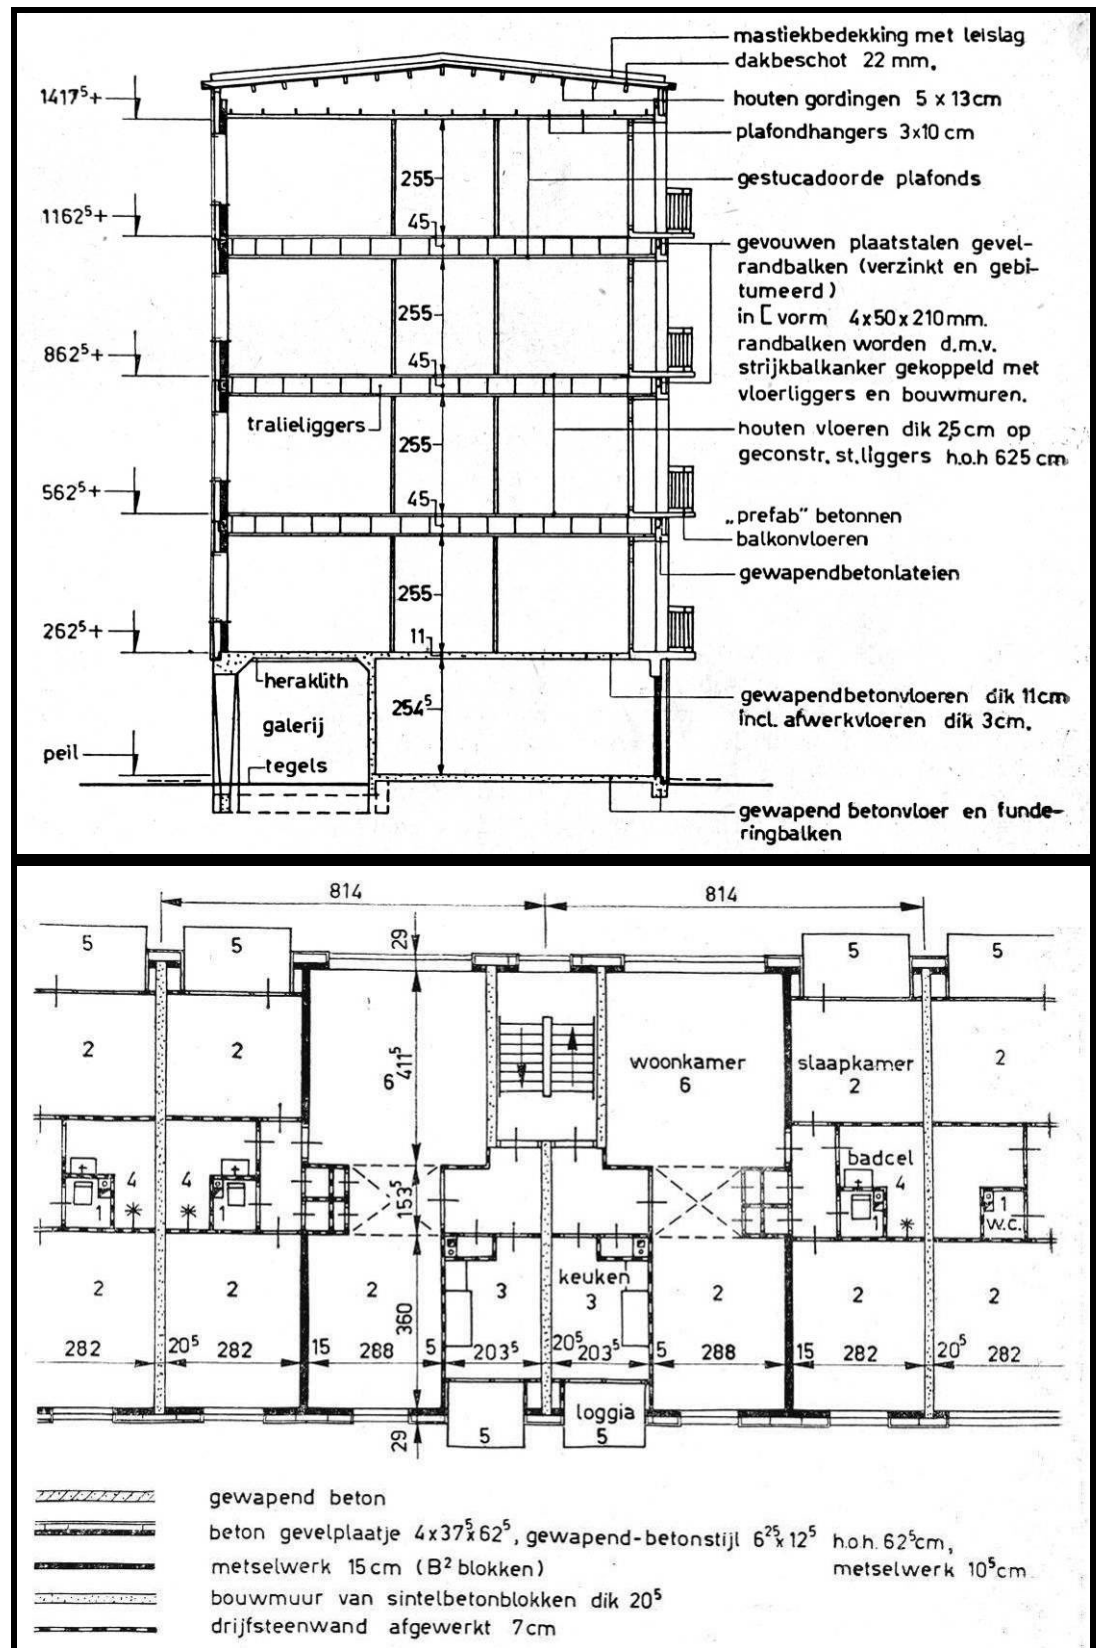 mastiekbedekking met leislag
dakbeschot 22 mm.
1417⁵+
houten gordingen 5 x 13cm
plafondhangers 3x10 cm
255
gestucadoorde plafonds
1162⁵+
45
gevouwen plaatstalen gevel-
randbalken (verzinkt en gebi-
tumeerd)
in [ vorm 4x50x210mm.
randbalken worden d.m.v.
strijkbalkanker gekoppeld met
vloerliggers en bouwmuren.
255
862⁵+
45
tralieliggers
houten vloeren dik 2,5 cm op
geconstr. st.liggers h.o.h 625 cm
255
562⁵+
45
„prefab” betonnen
balkonvloeren
gewapendbetonlateien
255
262⁵+
11
heraklith
254⁵
gewapendbetonvloeren dik 11cm
incl. afwerkvloeren dik 3cm.
galerij
peil
tegels
gewapend betonvloer en funde-
ringbalken
814
814
29
5
5
5
5
2
2
6
411⁵
woonkamer
6
slaapkamer
2
2
4
4
1
1
153⁵
badcel
4
1
1
w.c.
2
2
2
360
3
keuken
3
2
2
2
282
20⁵
282
15
288
5
203⁵
20⁵
203⁵
5
288
15
282
20⁵
282
29
5
loggia
5
gewapend beton
beton gevelplaatje 4x37⁵x62⁵, gewapend-betonstijl 6²⁵x12⁵ h.o.h. 62⁵cm,
metselwerk 15cm (B² blokken) metselwerk 10⁵cm
bouwmuur van sintelbetonblokken dik 20⁵
drijfsteenwand afgewerkt 7cm